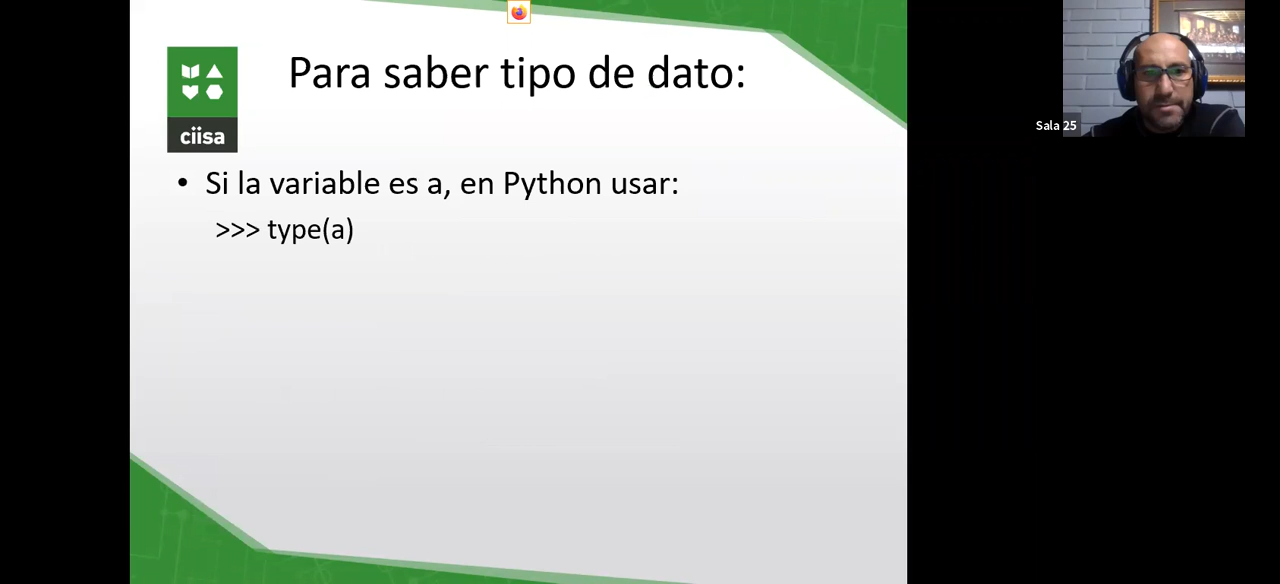 Para saber tipo de dato:
ciisa
Sala 25
• Si la variable es a, en Python usar:
>>> type(a)